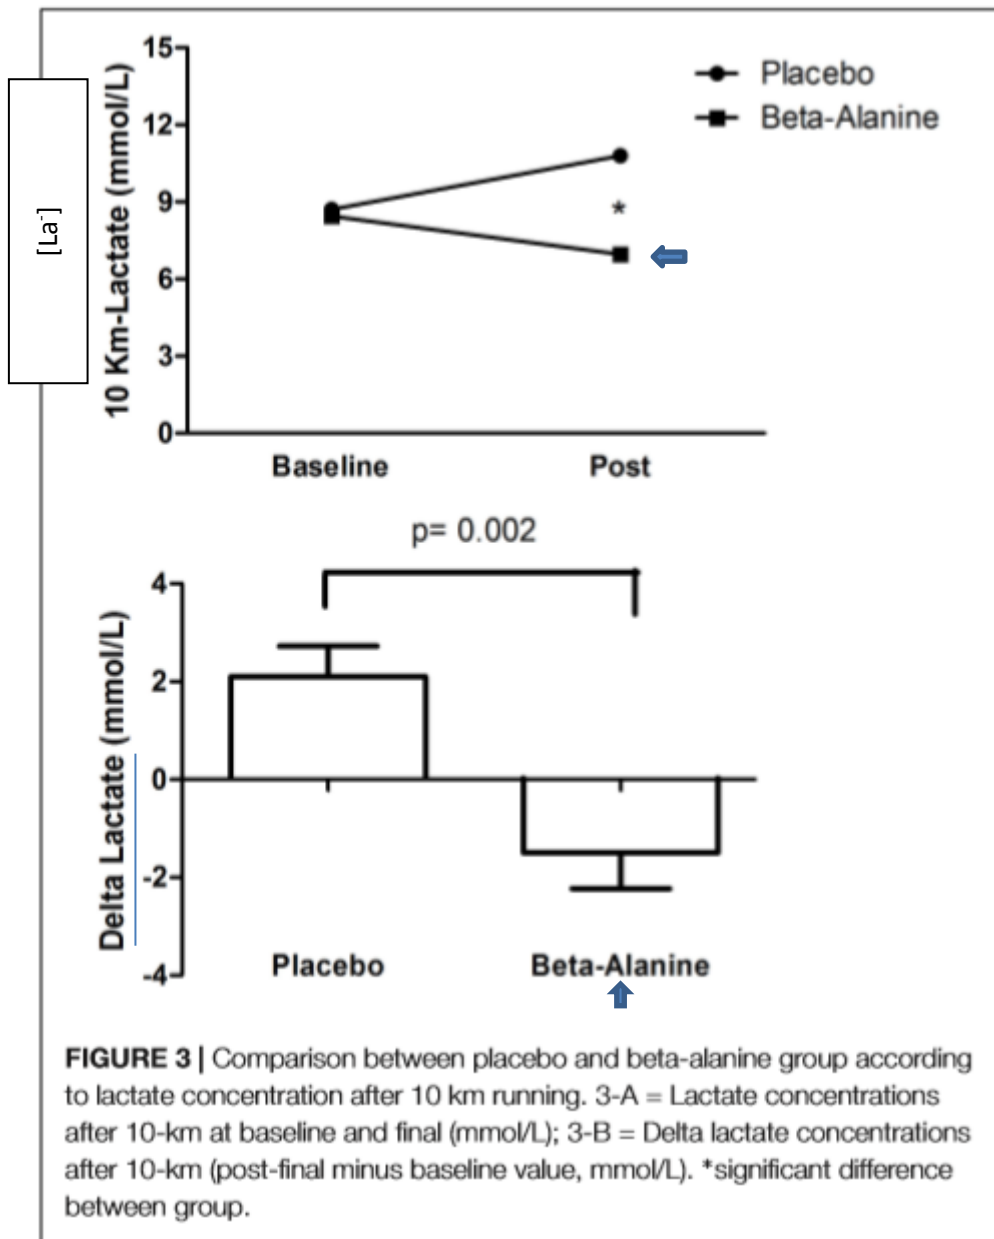 [La-]
10 Km-Lactate (mmol/L)
15
12
9
6
3
0
Placebo
Beta-Alanine
*
Baseline
Post
p= 0.002
Delta Lactate (mmol/L)
4
2
0
-2
-4
Placebo
Beta-Alanine
FIGURE 3 | Comparison between placebo and beta-alanine group according
to lactate concentration after 10 km running. 3-A = Lactate concentrations
after 10-km at baseline and final (mmol/L); 3-B = Delta lactate concentrations
after 10-km (post-final minus baseline value, mmol/L). *significant difference
between group.